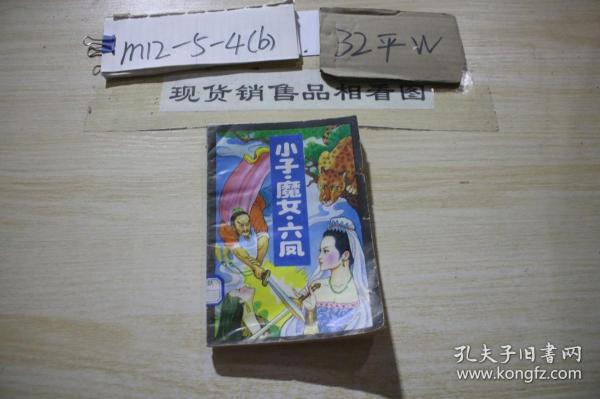 m12-5-4(b)
32平W
现货销售品相看图
小子·魔女·六凤
孔夫子旧書网
www.kongfz.com